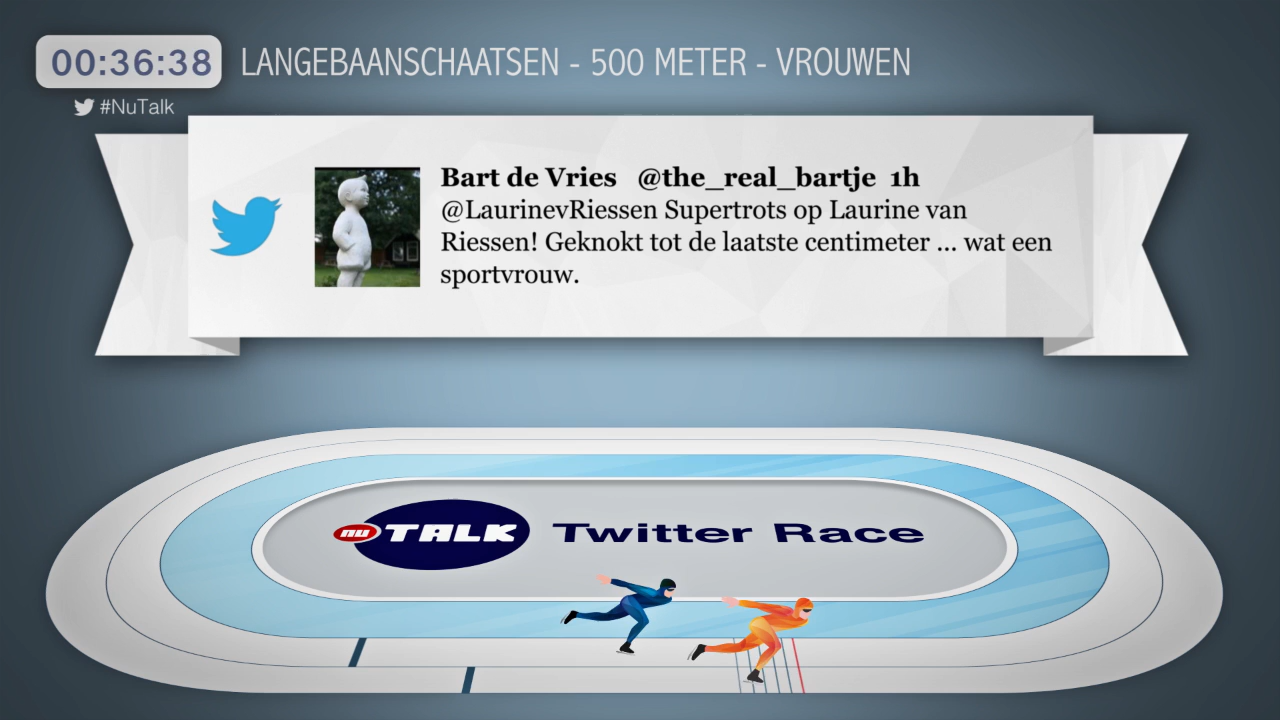 00:36:38 LANGEBAANSCHAATSEN - 500 METER - VROUWEN
#NuTalk
Bart de Vries @the_real_bartje 1h
@LaurinevRiessen Supertrots op Laurine van
Riessen! Geknokt tot de laatste centimeter ... wat een
sportvrouw.
nu TALK Twitter Race